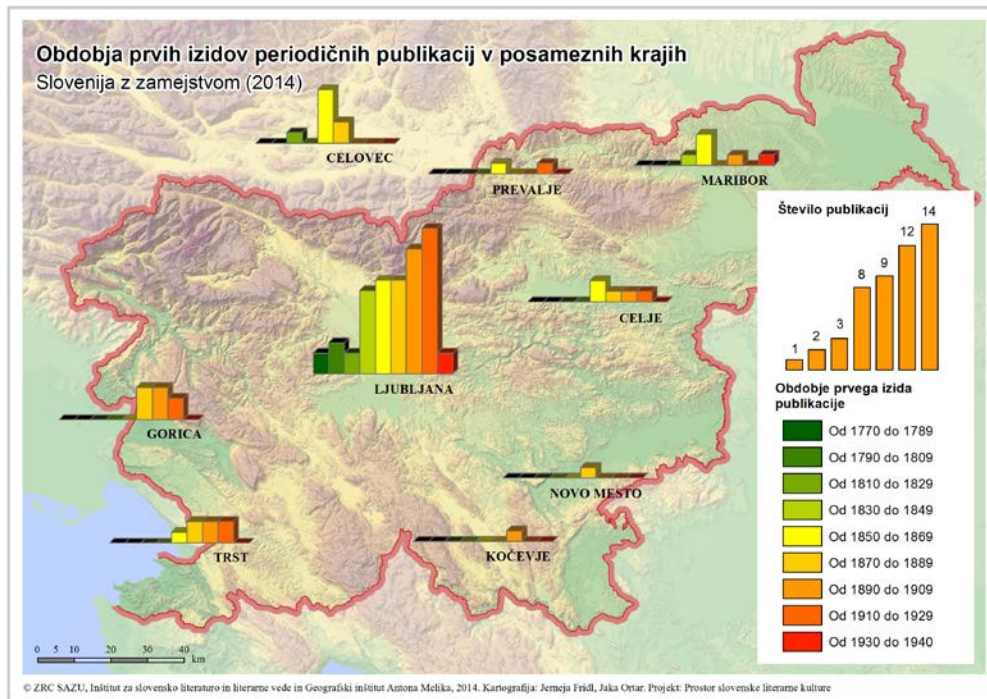 Obdobja prvih izidov periodičnih publikacij v posameznih krajih
Slovenija z zamejstvom (2014)
CELOVEC
PREVALJE
MARIBOR
CELJE
LJUBLJANA
GORICA
NOVO MESTO
TRST
KOČEVJE
Število publikacij
1
2
3
8
9
12
14
Obdobje prvega izida
publikacije
Od 1770 do 1789
Od 1790 do 1809
Od 1810 do 1829
Od 1830 do 1849
Od 1850 do 1869
Od 1870 do 1889
Od 1890 do 1909
Od 1910 do 1929
Od 1930 do 1940
0 5 10 20 30 40
km
© ZRC SAZU, Inštitut za slovensko literaturo in literarne vede in Geografski inštitut Antona Melika, 2014. Kartografija: Jerneja Fridl, Jaka Ortar. Projekt: Prostor slovenske literarne kulture